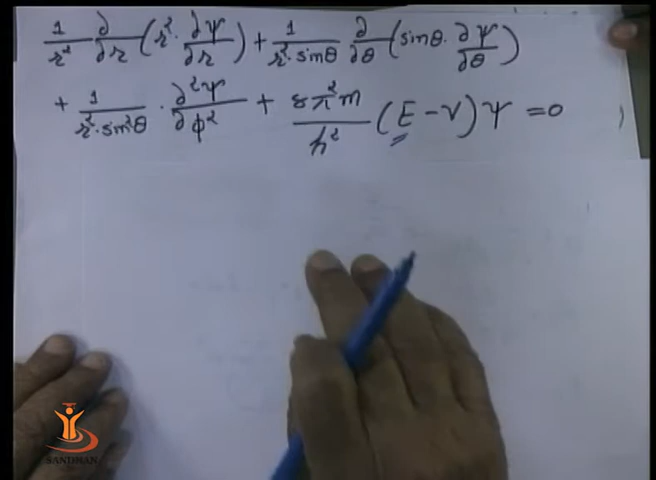 1/r² ∂/∂r (r² · ∂Ψ/∂r) + 1/r² · sinθ ∂/∂θ (sinθ · ∂Ψ/∂θ)
+ 1/r² · sin²θ · ∂²Ψ/∂φ² + 8π²m/h² (E – V) Ψ = 0
SANDHAN